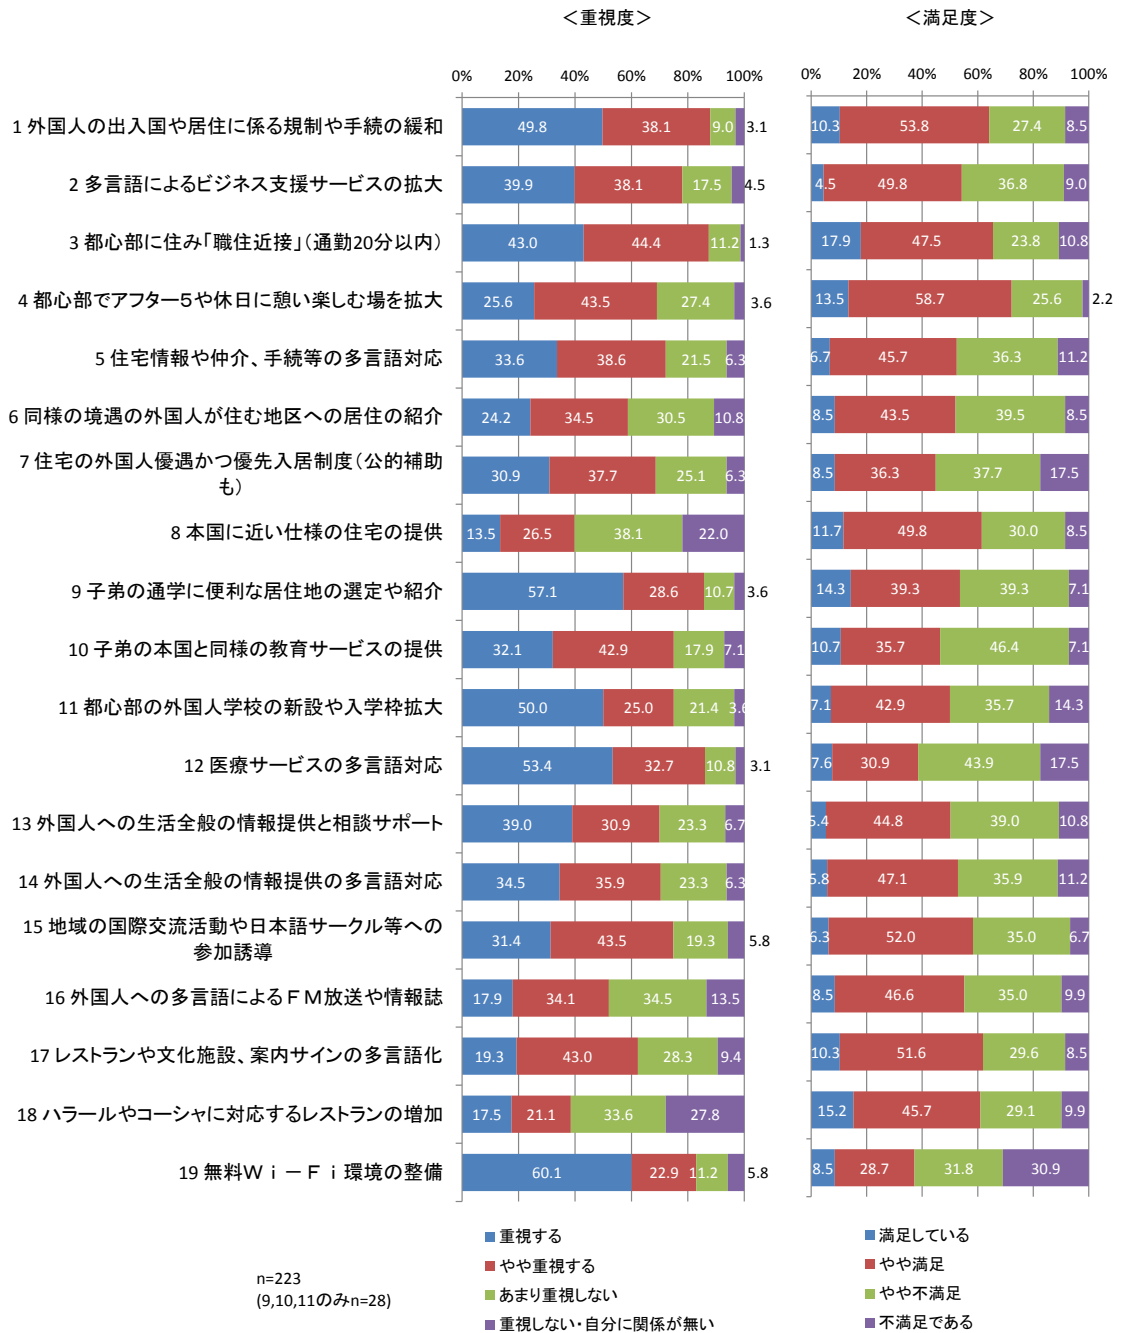 ＜重視度＞ ＜満足度＞
0% 20% 40% 60% 80% 100% 0% 20% 40% 60% 80% 100%
1 外国人の出入国や居住に係る規制や手続の緩和 49.8 38.1 9.0 3.1 10.3 53.8 27.4 8.5
2 多言語によるビジネス支援サービスの拡大 39.9 38.1 17.5 4.5 4.5 49.8 36.8 9.0
3 都心部に住み「職住近接」（通勤20分以内） 43.0 44.4 11.2 1.3 17.9 47.5 23.8 10.8
4 都心部でアフター５や休日に憩い楽しむ場を拡大 25.6 43.5 27.4 3.6 13.5 58.7 25.6 2.2
5 住宅情報や仲介、手続等の多言語対応 33.6 38.6 21.5 6.3 6.7 45.7 36.3 11.2
6 同様の境遇の外国人が住む地区への居住の紹介 24.2 34.5 30.5 10.8 8.5 43.5 39.5 8.5
7 住宅の外国人優遇かつ優先入居制度（公的補助
も） 30.9 37.7 25.1 6.3 8.5 36.3 37.7 17.5
8 本国に近い仕様の住宅の提供 13.5 26.5 38.1 22.0 11.7 49.8 30.0 8.5
9 子弟の通学に便利な居住地の選定や紹介 57.1 28.6 10.7 3.6 14.3 39.3 39.3 7.1
10 子弟の本国と同様の教育サービスの提供 32.1 42.9 17.9 7.1 10.7 35.7 46.4 7.1
11 都心部の外国人学校の新設や入学枠拡大 50.0 25.0 21.4 3.6 7.1 42.9 35.7 14.3
12 医療サービスの多言語対応 53.4 32.7 10.8 3.1 7.6 30.9 43.9 17.5
13 外国人への生活全般の情報提供と相談サポート 39.0 30.9 23.3 6.7 5.4 44.8 39.0 10.8
14 外国人への生活全般の情報提供の多言語対応 34.5 35.9 23.3 6.3 5.8 47.1 35.9 11.2
15 地域の国際交流活動や日本語サークル等への
参加誘導 31.4 43.5 19.3 5.8 6.3 52.0 35.0 6.7
16 外国人への多言語によるＦＭ放送や情報誌 17.9 34.1 34.5 13.5 8.5 46.6 35.0 9.9
17 レストランや文化施設、案内サインの多言語化 19.3 43.0 28.3 9.4 10.3 51.6 29.6 8.5
18 ハラールやコーシャに対応するレストランの増加 17.5 21.1 33.6 27.8 15.2 45.7 29.1 9.9
19 無料Ｗｉ－Ｆｉ環境の整備 60.1 22.9 11.2 5.8 8.5 28.7 31.8 30.9
重視する 満足している
やや重視する やや満足
あまり重視しない やや不満足
重視しない・自分に関係が無い 不満足である
n=223
(9,10,11のみn=28)